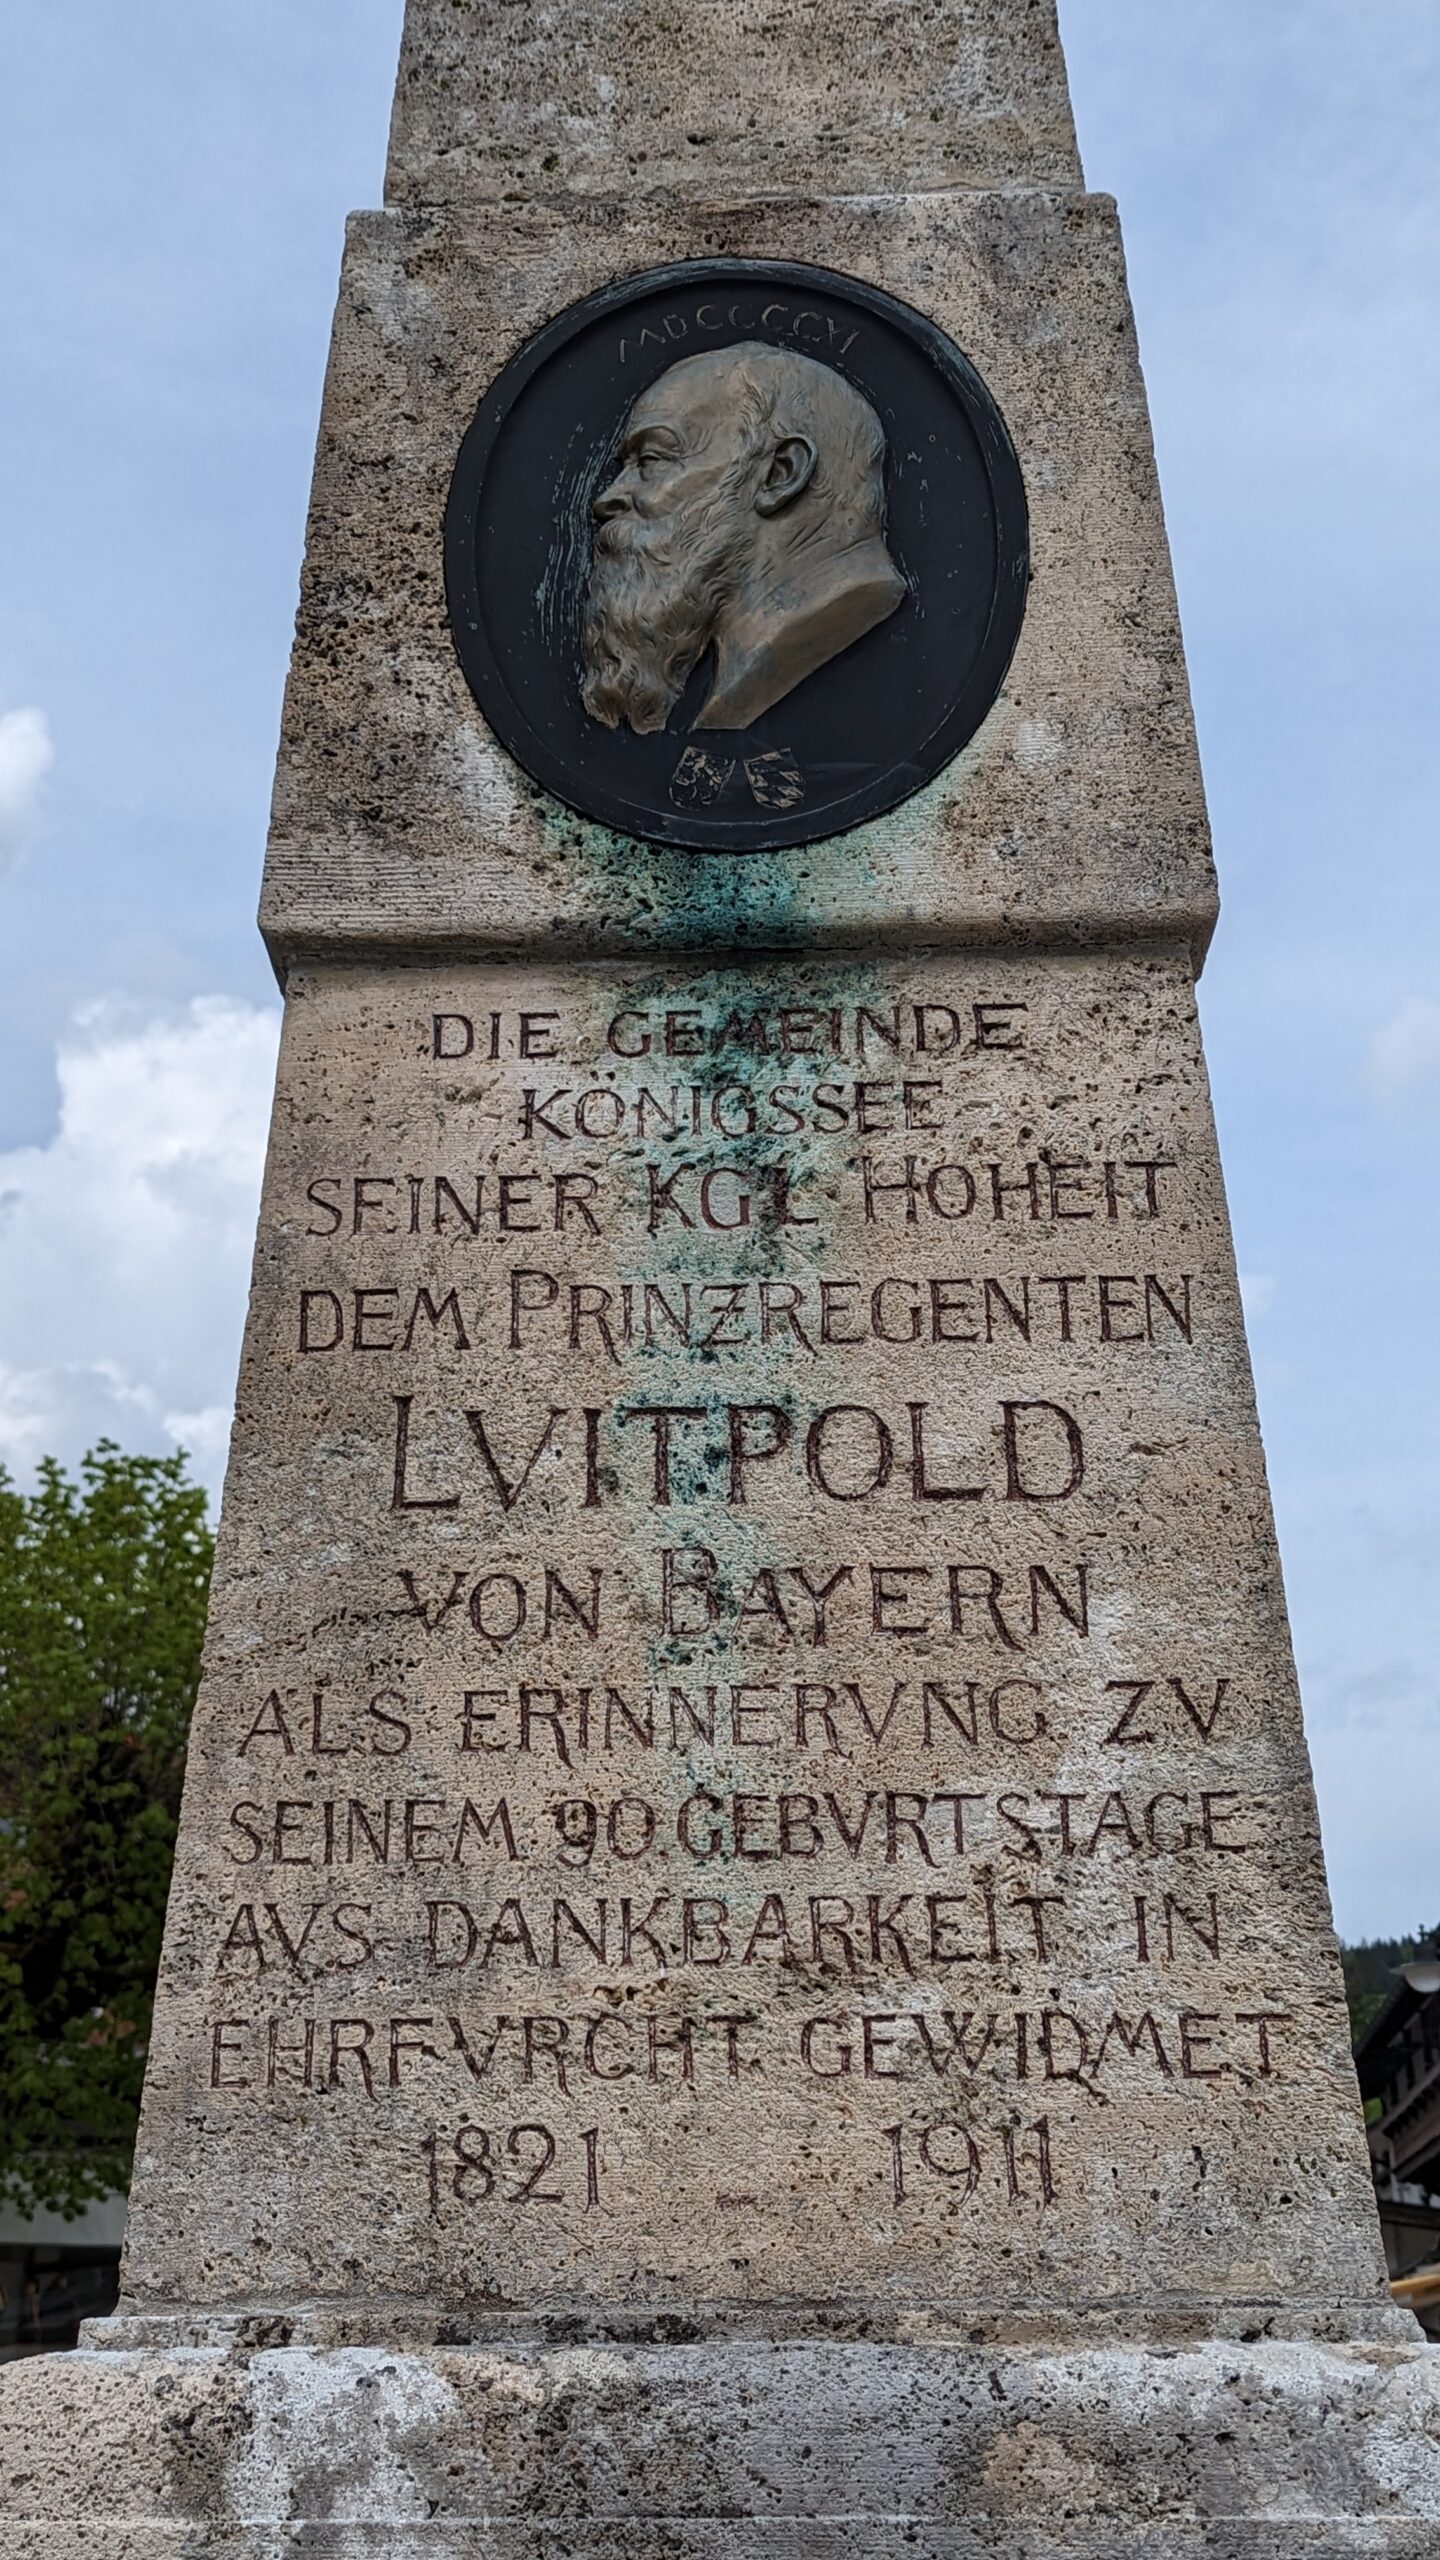 MDCCCCXI
DIE GEMEINDE
KÖNIGSSEE
SEINER KGL HOHEIT
DEM PRINZREGENTEN
LVITPOLD
VON BAYERN
ALS ERINNERVNG ZV
SEINEM 90. GEBVRTSTAGE
AVS DANKBARKEIT IN
EHRFVRCHT GEWIDMET
1821 - 1911